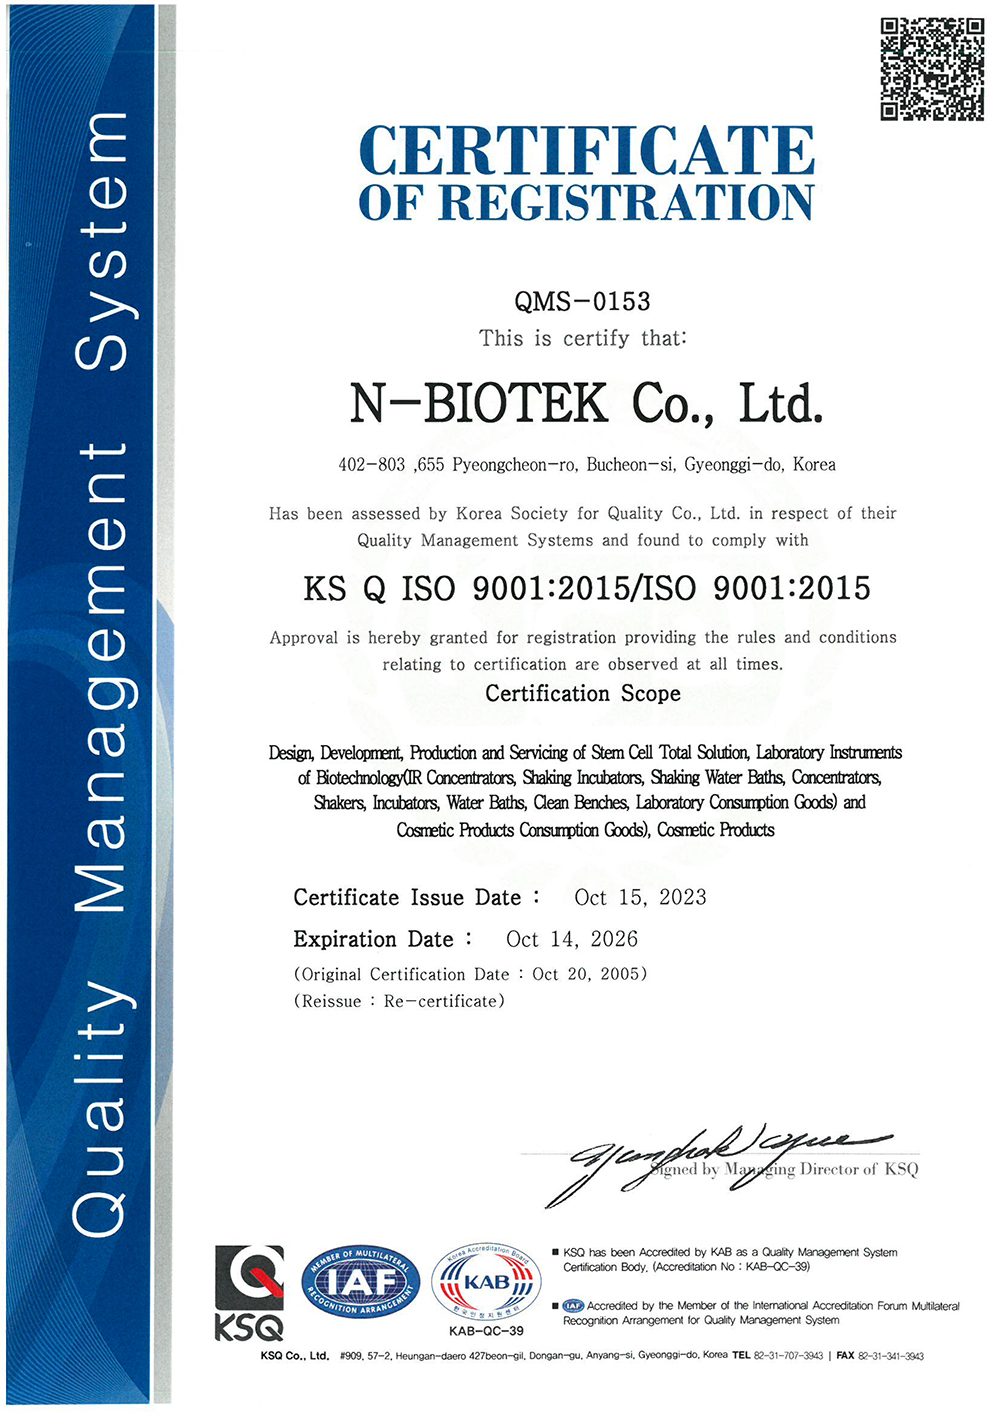 Quality Management System
CERTIFICATE
OF REGISTRATION
QMS-0153
This is certify that:
N-BIOTEK Co., Ltd.
402-803 ,655 Pyeongcheon-ro, Bucheon-si, Gyeonggi-do, Korea
Has been assessed by Korea Society for Quality Co., Ltd. in respect of their
Quality Management Systems and found to comply with
KS Q ISO 9001:2015/ISO 9001:2015
Approval is hereby granted for registration providing the rules and conditions
relating to certification are observed at all times.
Certification Scope
Design, Development, Production and Servicing of Stem Cell Total Solution, Laboratory Instruments
of Biotechnology(IR Concentrators, Shaking Incubators, Shaking Water Baths, Concentrators,
Shakers, Incubators, Water Baths, Clean Benches, Laboratory Consumption Goods) and
Cosmetic Products Consumption Goods), Cosmetic Products
Certificate Issue Date : Oct 15, 2023
Expiration Date : Oct 14, 2026
(Original Certification Date : Oct 20, 2005)
(Reissue : Re-certificate)
Signed by Managing Director of KSQ
KSQ
MEMBER OF MULTILATERAL
IAF
RECOGNITION ARRANGEMENT
Korea Accreditation Board
KAB
한국인정지원센터
KAB-QC-39
■ KSQ has been Accredited by KAB as a Quality Management System
Certification Body. (Accreditation No : KAB-QC-39)
■ IAF Accredited by the Member of the International Accreditation Forum Multilateral
Recognition Arrangement for Quality Management System
KSQ Co., Ltd. #909, 57-2, Heungan-daero 427beon-gil, Dongan-gu, Anyang-si, Gyeonggi-do, Korea TEL 82-31-707-3943 | FAX 82-31-341-3943